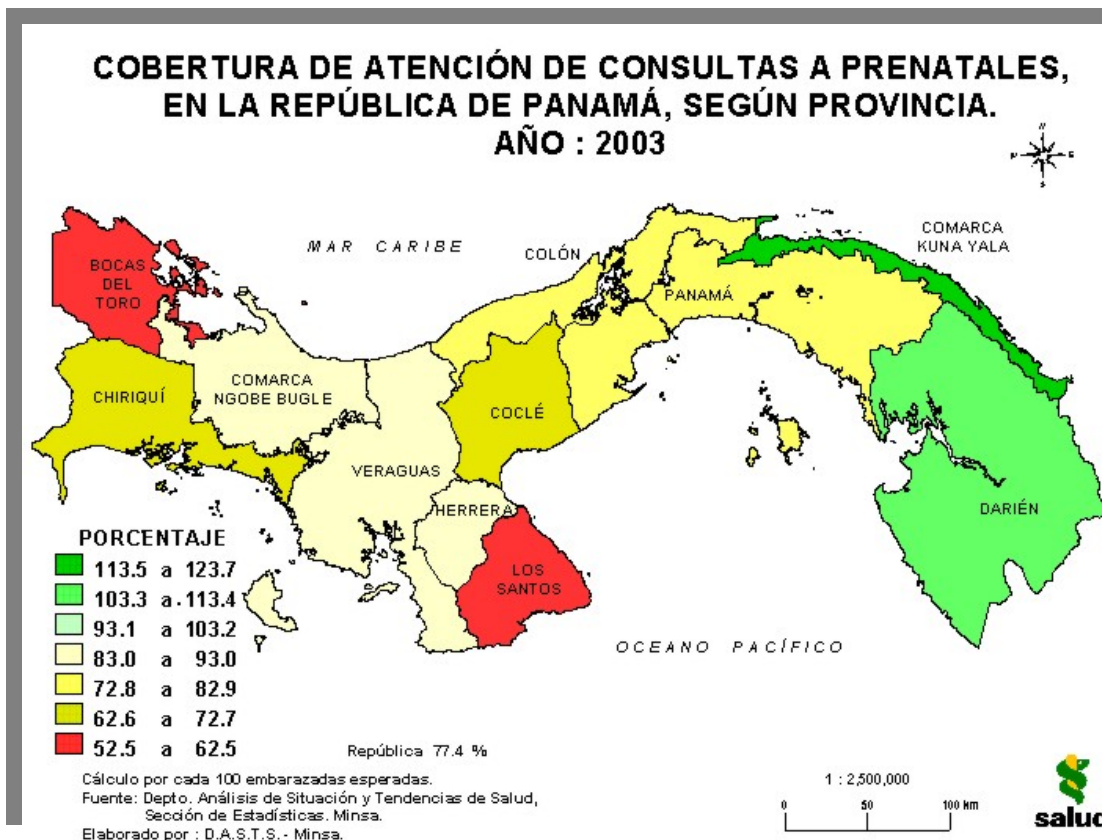 COBERTURA DE ATENCIÓN DE CONSULTAS A PRENATALES,
EN LA REPÚBLICA DE PANAMÁ, SEGÚN PROVINCIA.
AÑO : 2003
N
E
S
MAR CARIBE
COLÓN
COMARCA
KUNA YALA
BOCAS
DEL
TORO
PANAMÁ
CHIRIQUÍ
COMARCA
NGOBE BUGLE
COCLÉ
VERAGUAS
HERRERA
DARIÉN
LOS
SANTOS
OCEANO PACÍFICO
PORCENTAJE
113.5 a 123.7
103.3 a 113.4
93.1 a 103.2
83.0 a 93.0
72.8 a 82.9
62.6 a 72.7
52.5 a 62.5
República 77.4 %
Cálculo por cada 100 embarazadas esperadas.
Fuente: Depto. Análisis de Situación y Tendencias de Salud,
Sección de Estadísticas. Minsa.
Elaborado por : D.A.S.T.S. - Minsa.
1 : 2,500,000
0 50 100 km
salud